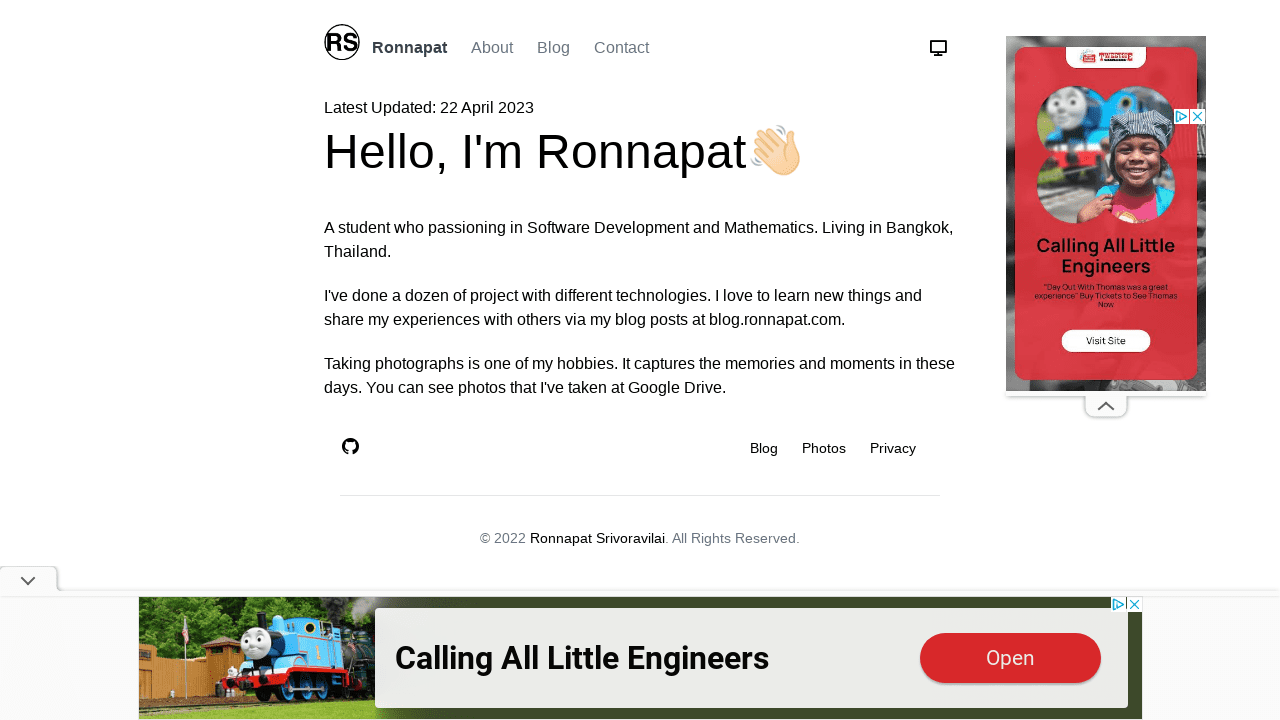 RS
Ronnapat About Blog Contact
Latest Updated: 22 April 2023
Hello, I'm Ronnapat👋🏻
A student who passioning in Software Development and Mathematics. Living in Bangkok,
Thailand.
I've done a dozen of project with different technologies. I love to learn new things and
share my experiences with others via my blog posts at blog.ronnapat.com.
Taking photographs is one of my hobbies. It captures the memories and moments in these
days. You can see photos that I've taken at Google Drive.
Blog Photos Privacy
© 2022 Ronnapat Srivoravilai. All Rights Reserved.
Calling All Little
Engineers
"Day Out With Thomas was a great
experience" Buy Tickets to See Thomas
Now
Visit Site
Calling All Little Engineers
Open